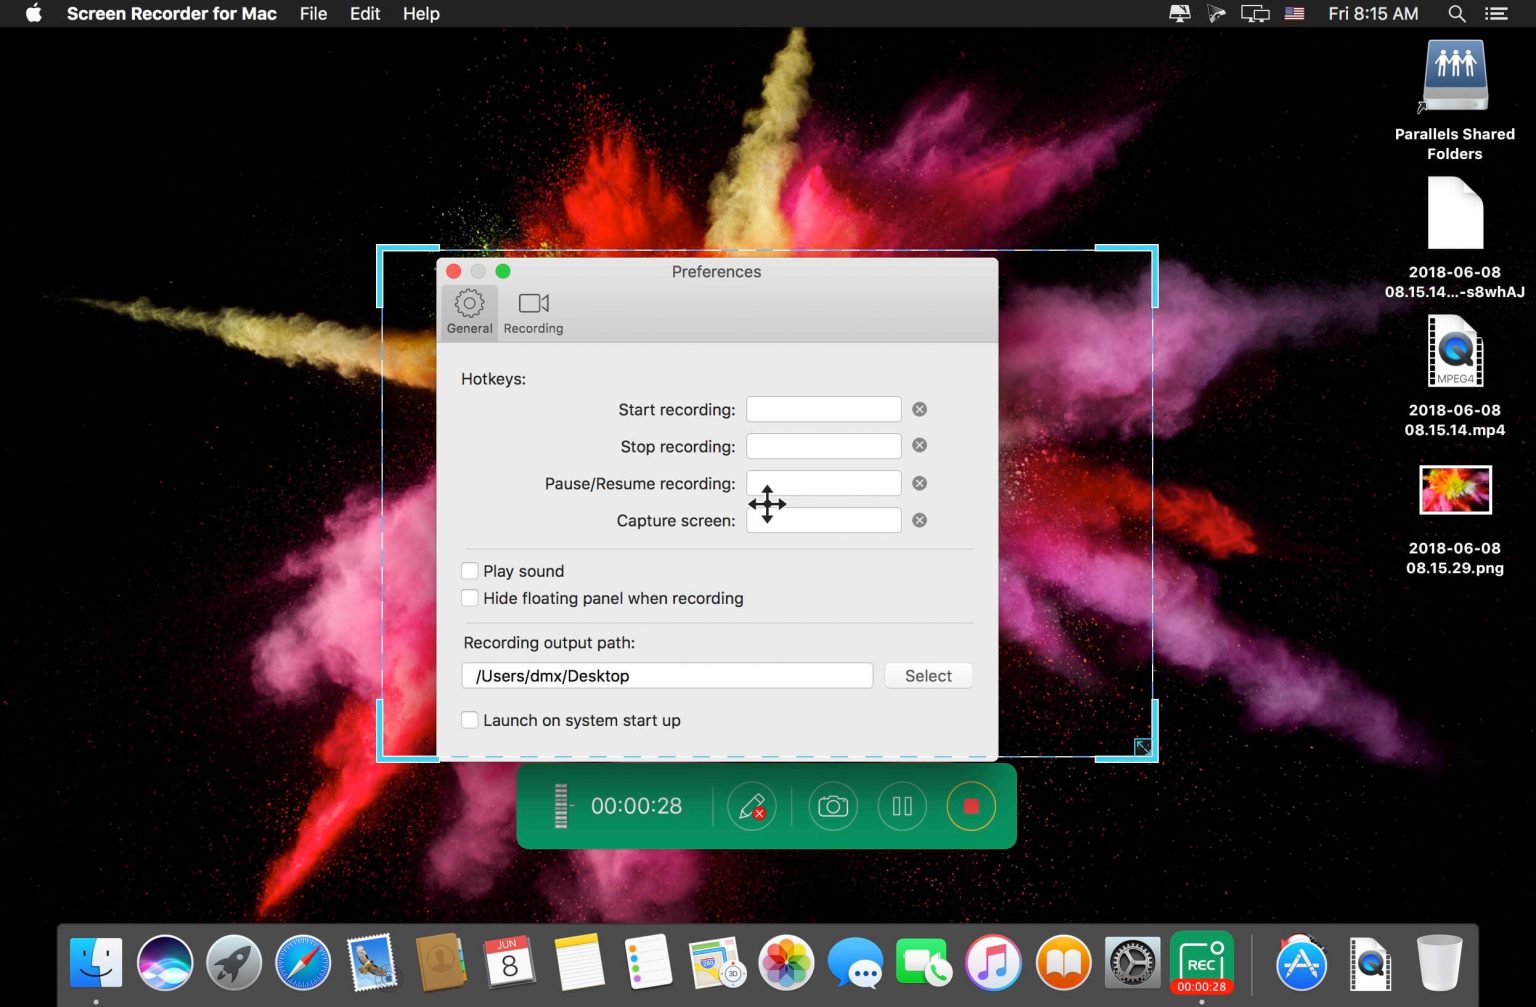 Screen Recorder for Mac File Edit Help Fri 8:15 AM
Parallels Shared
Folders
2018-06-08
08.15.14...-s8whAJ
MPEG4
2018-06-08
08.15.14.mp4
2018-06-08
08.15.29.png
Preferences
General Recording
Hotkeys:
Start recording:
Stop recording:
Pause/Resume recording:
Capture screen:
Play sound
Hide floating panel when recording
Recording output path:
/Users/dmx/Desktop Select
Launch on system start up
00:00:28
JUN
8
3D
REC
00:00:28